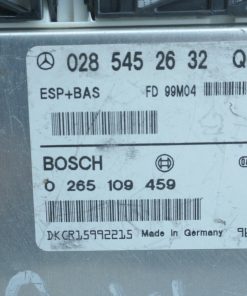 028 545 26 32 Q
ESP+BAS FD 99M04
BOSCH
0 265 109 459
DKCR15992215 Made in Germany